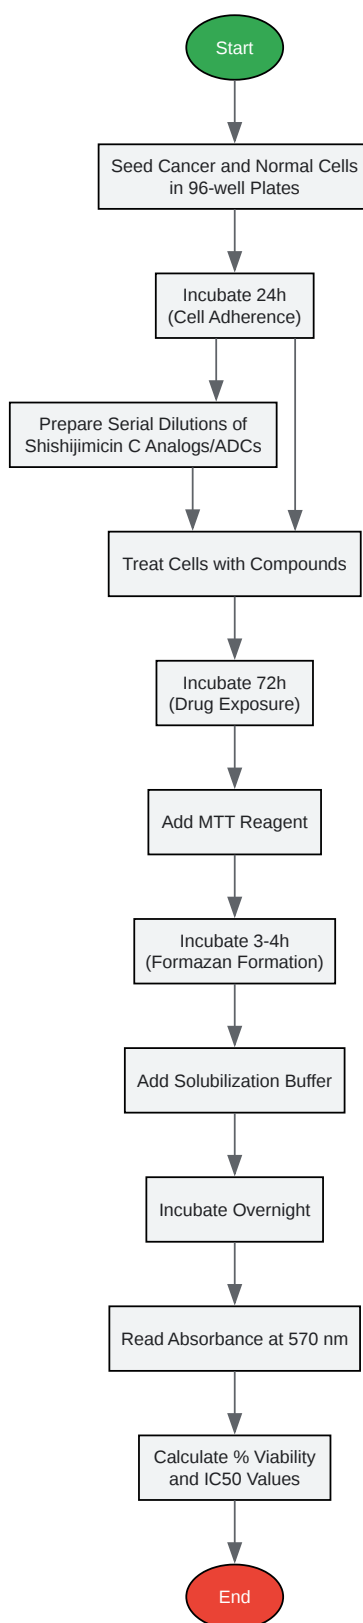 Start
Seed Cancer and Normal Cells
in 96-well Plates
Incubate 24h
(Cell Adherence)
Prepare Serial Dilutions of
Shishijimicin C Analogs/ADCs
Treat Cells with Compounds
Incubate 72h
(Drug Exposure)
Add MTT Reagent
Incubate 3-4h
(Formazan Formation)
Add Solubilization Buffer
Incubate Overnight
Read Absorbance at 570 nm
Calculate % Viability
and IC50 Values
End